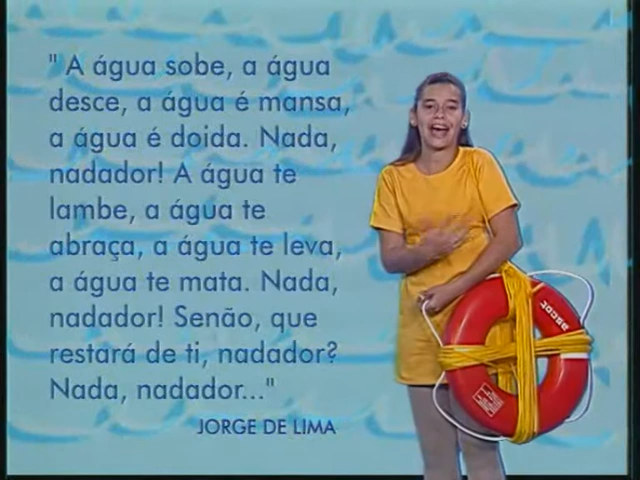 " A água sobe, a água
desce, a água é mansa,
a água é doida. Nada,
nadador! A água te
lambe, a água te
abraça, a água te leva,
a água te mata. Nada,
nadador! Senão, que
restará de ti, nadador?
Nada, nadador..."
JORGE DE LIMA